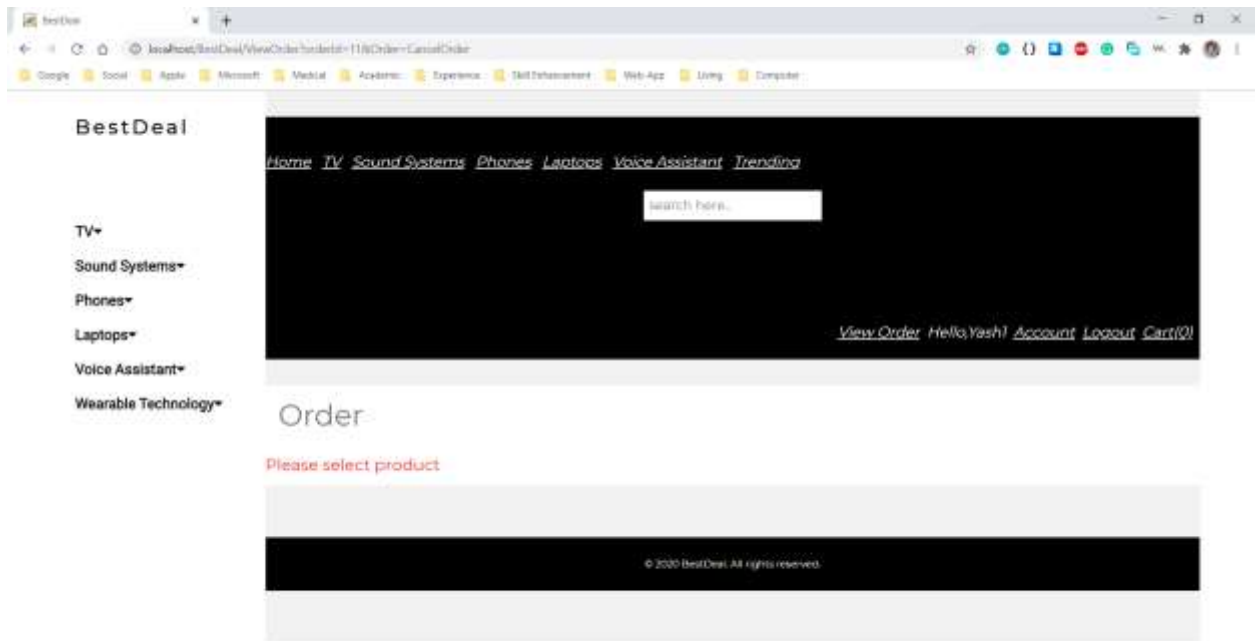 BestDeal
localhost/BestDeal/ViewOrder?orderId=11&Order=CancelOrder
Google Social Apple Microsoft Medical Academic Experience Skill Enhancement Web-App Living Computer
BestDeal
Home TV Sound Systems Phones Laptops Voice Assistant Trending
search here..
TV
Sound Systems
Phones
Laptops
Voice Assistant
Wearable Technology
View Order Hello,Yash1 Account Logout Cart(0)
Order
Please select product
© 2020 BestDeal. All rights reserved.